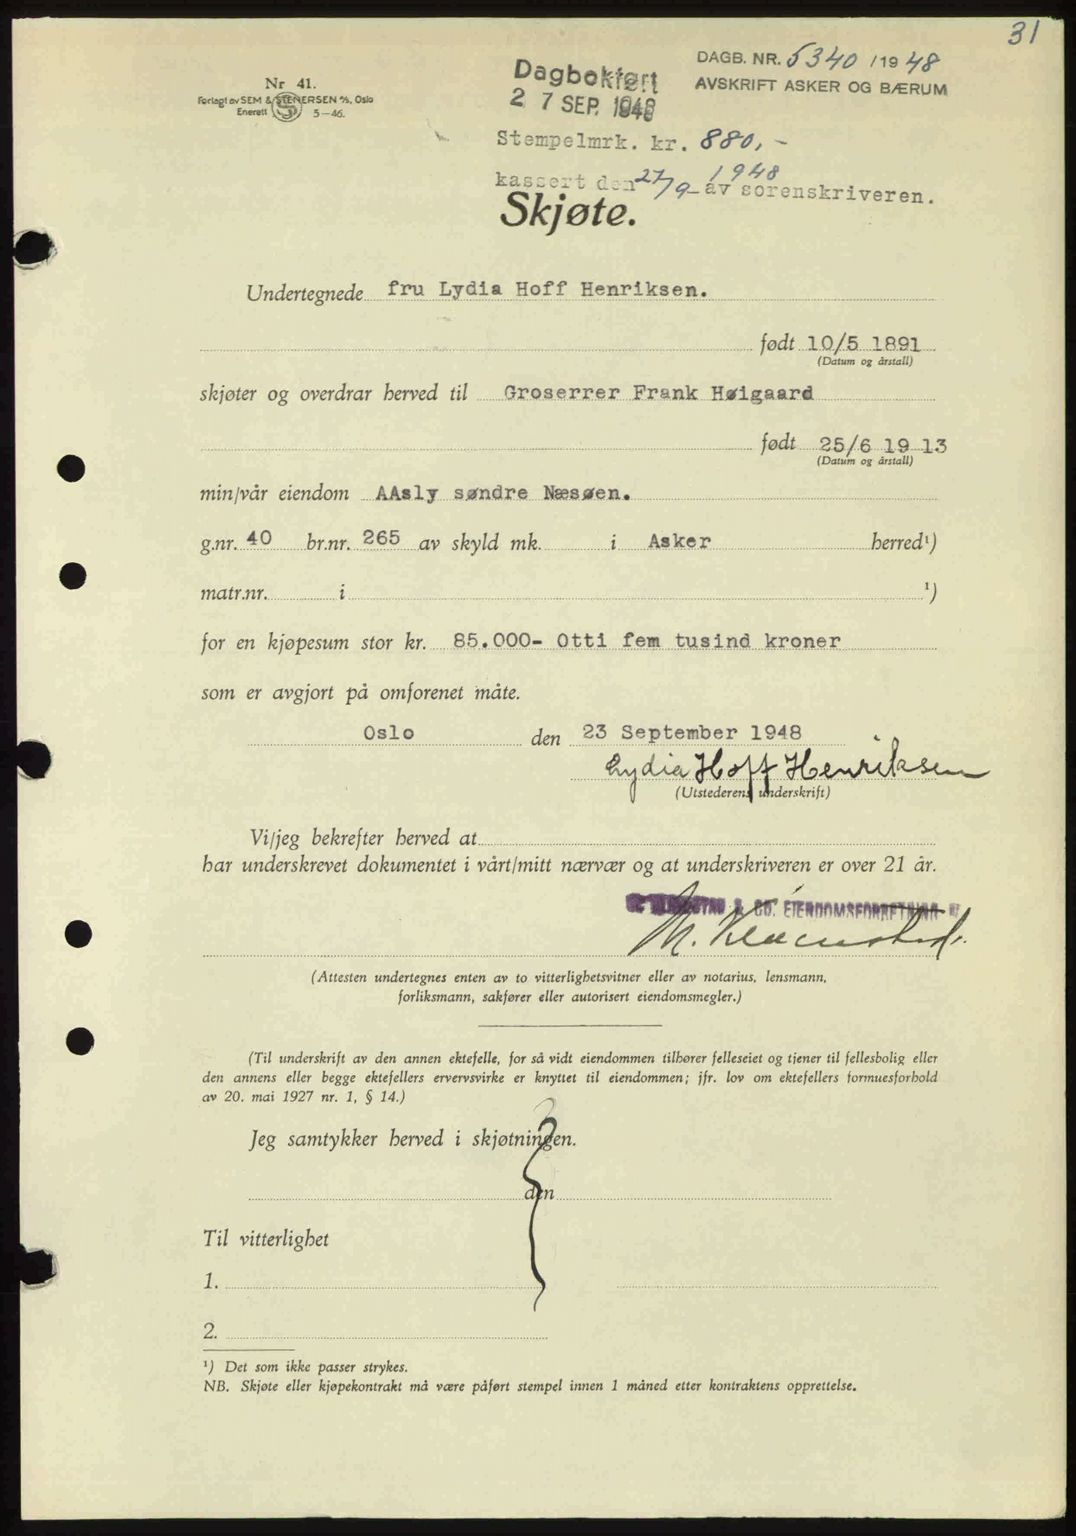 31
Nr 41.
Forlagt av SEM & STENERSEN A/S, Oslo
Enerett 5-46.
Dagbokført
27 SEP. 1948
DAGB. NR. 5340 / 1948
AVSKRIFT ASKER OG BÆRUM
Stempelmrk. kr. 880,-
kassert den 27/9- 1948 av sorenskriveren.
Skjøte.
Undertegnede fru Lydia Hoff Henriksen.
født 10/5 1891
(Datum og årstall)
skjøter og overdrar herved til Groserrer Frank Høigaard
født 25/6 19 13
(Datum og årstall)
min/vår eiendom AAsly søndre Næsøen.
g.nr. 40 br.nr. 265 av skyld mk. i Asker herred¹)
matr.nr. i ¹)
for en kjøpesum stor kr. 85.000- Otti fem tusind kroner
som er avgjort på omforenet måte.
Oslo den 23 September 1948
Lydia Hoff Henriksen
(Utstederens underskrift)
Vi/jeg bekrefter herved at
har underskrevet dokumentet i vårt/mitt nærvær og at underskriveren er over 21 år.
& CO. EIENDOMSFORRETNING
M.
(Attesten undertegnes enten av to vitterlighetsvitner eller av notarius, lensmann,
forliksmann, sakfører eller autorisert eiendomsmegler.)
(Til underskrift av den annen ektefelle, for så vidt eiendommen tilhører felleseiet og tjener til fellesbolig eller
den annens eller begge ektefellers ervervsvirke er knyttet til eiendommen; jfr. lov om ektefellers formuesforhold
av 20. mai 1927 nr. 1, § 14.)
Jeg samtykker herved i skjøtningen.
den
Til vitterlighet
1.
2.
¹) Det som ikke passer strykes.
NB. Skjøte eller kjøpekontrakt må være påført stempel innen 1 måned etter kontraktens opprettelse.